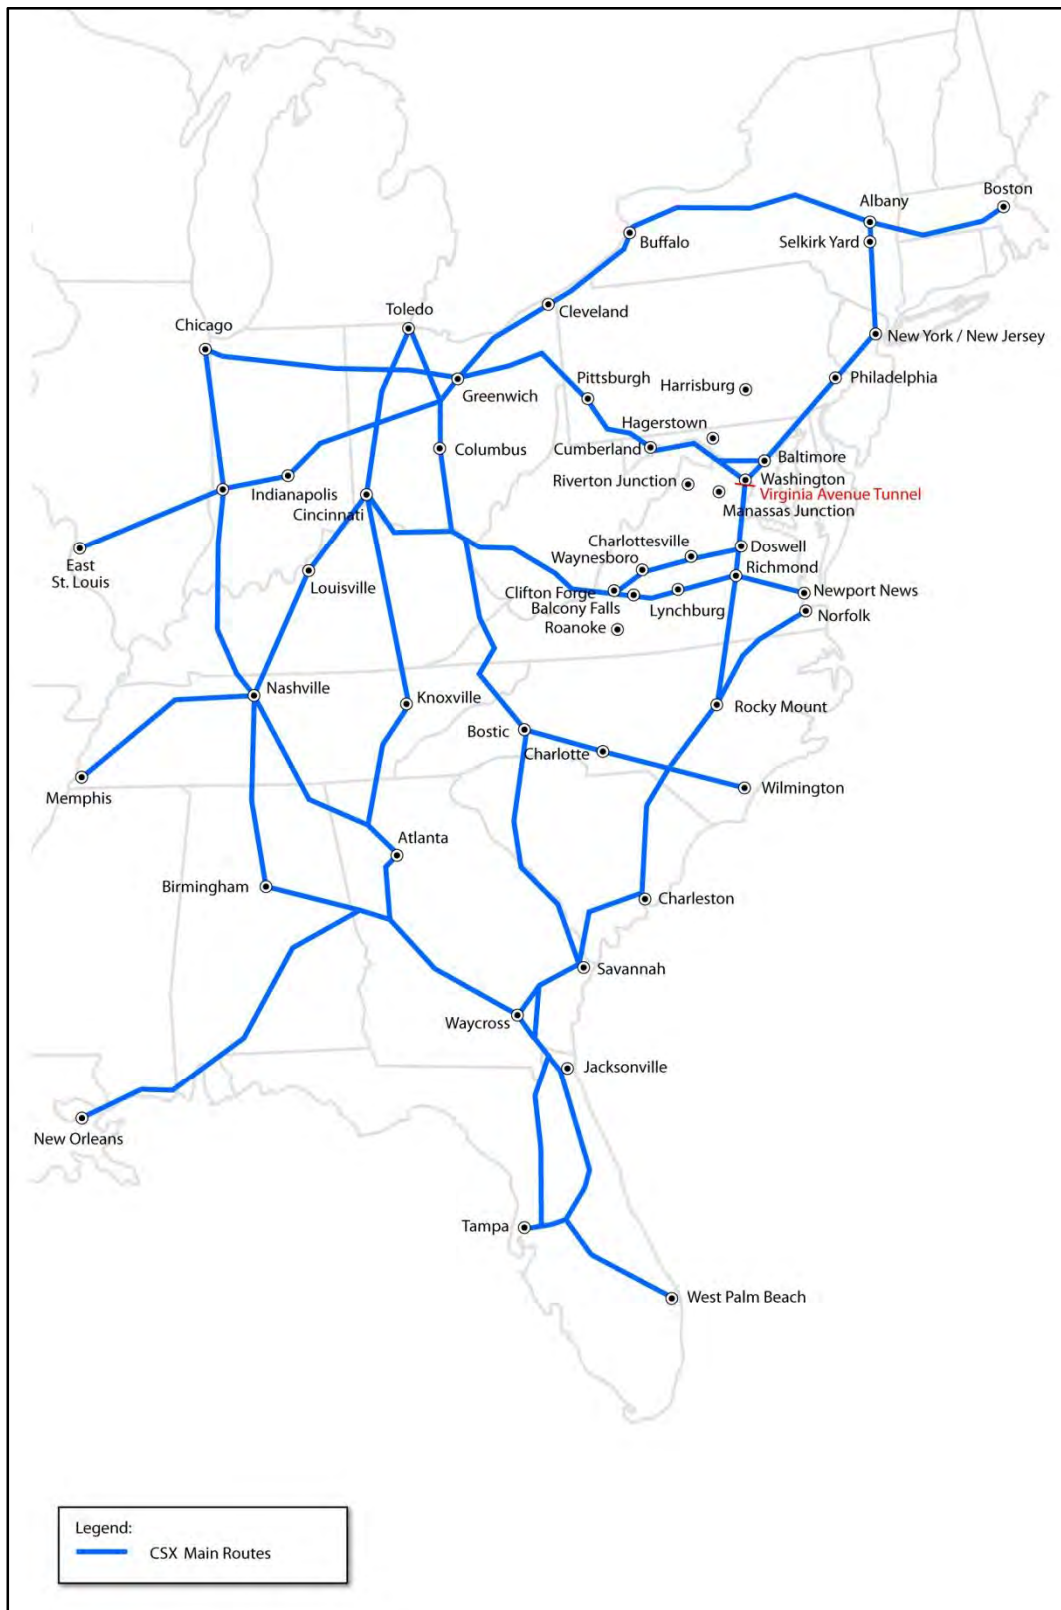 Boston
Albany
Selkirk Yard
Buffalo
Cleveland
Toledo
Chicago
New York / New Jersey
Greenwich
Pittsburgh
Harrisburg
Philadelphia
Hagerstown
Columbus
Cumberland
Baltimore
Washington
Riverton Junction
Virginia Avenue Tunnel
Manassas Junction
Indianapolis
Cincinnati
East
St. Louis
Charlottesville
Waynesboro
Doswell
Richmond
Louisville
Clifton Forge
Balcony Falls
Lynchburg
Newport News
Norfolk
Roanoke
Nashville
Knoxville
Rocky Mount
Bostic
Charlotte
Memphis
Wilmington
Atlanta
Birmingham
Charleston
Savannah
Waycross
Jacksonville
New Orleans
Tampa
West Palm Beach
Legend:
CSX Main Routes